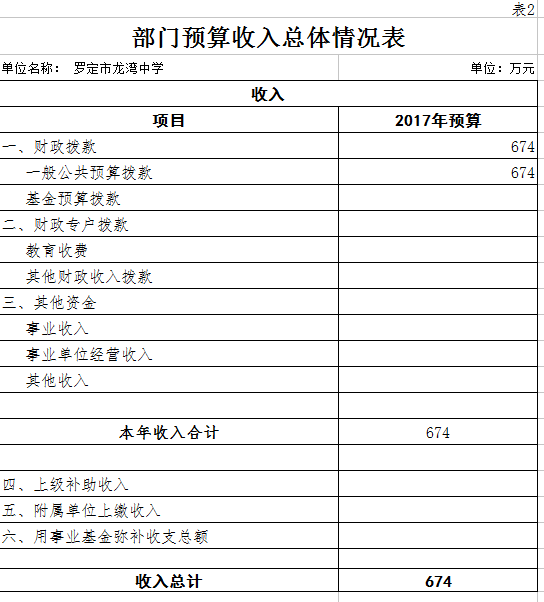 表2
部门预算收入总体情况表
单位名称： 罗定市龙湾中学 单位：万元
收入
项目 2017年预算
一、财政拨款 674
一般公共预算拨款 674
基金预算拨款
二、财政专户拨款
教育收费
其他财政收入拨款
三、其他资金
事业收入
事业单位经营收入
其他收入
本年收入合计 674
四、上级补助收入
五、附属单位上缴收入
六、用事业基金弥补收支总额
收入总计 674